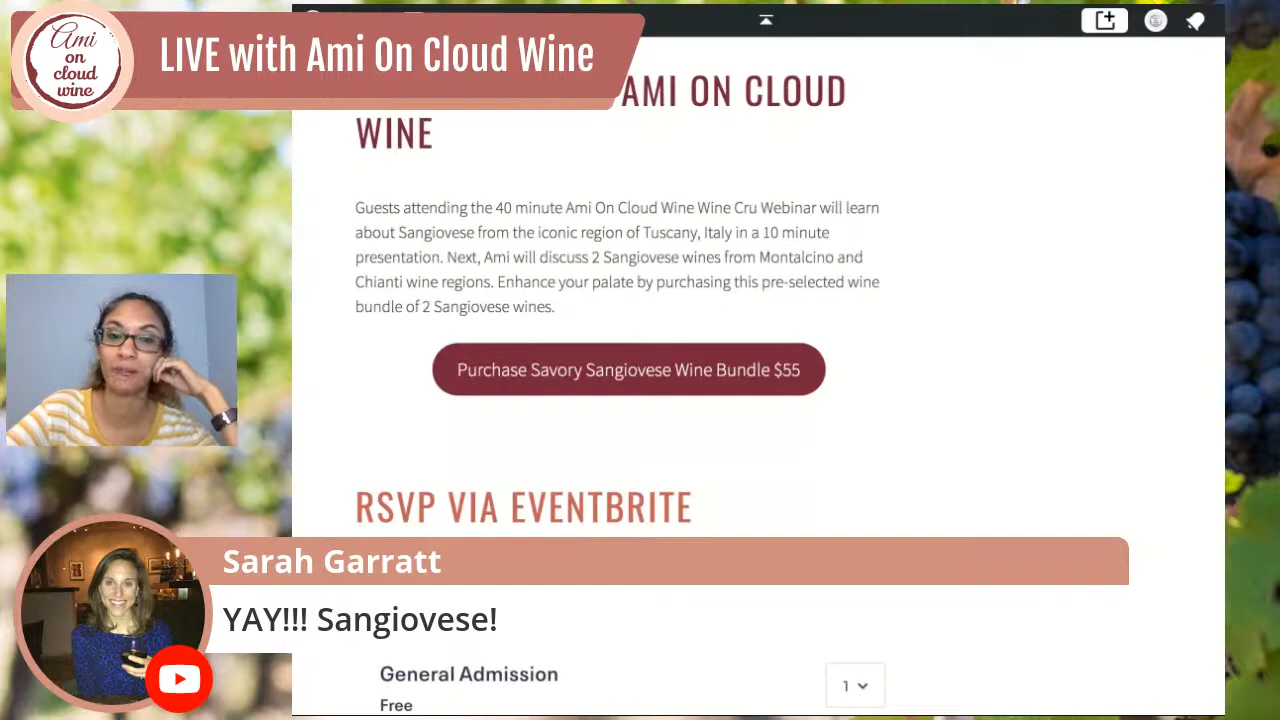 Ami
on
cloud
wine
LIVE with Ami On Cloud Wine
AMI ON CLOUD
WINE
Guests attending the 40 minute Ami On Cloud Wine Wine Cru Webinar will learn
about Sangiovese from the iconic region of Tuscany, Italy in a 10 minute
presentation. Next, Ami will discuss 2 Sangiovese wines from Montalcino and
Chianti wine regions. Enhance your palate by purchasing this pre-selected wine
bundle of 2 Sangiovese wines.
Purchase Savory Sangiovese Wine Bundle $55
RSVP VIA EVENTBRITE
Sarah Garratt
YAY!!! Sangiovese!
General Admission
1
Free